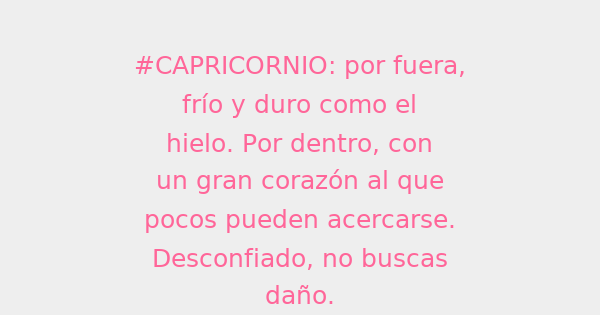 #CAPRICORNIO: por fuera,
frío y duro como el
hielo. Por dentro, con
un gran corazón al que
pocos pueden acercarse.
Desconfiado, no buscas
daño.